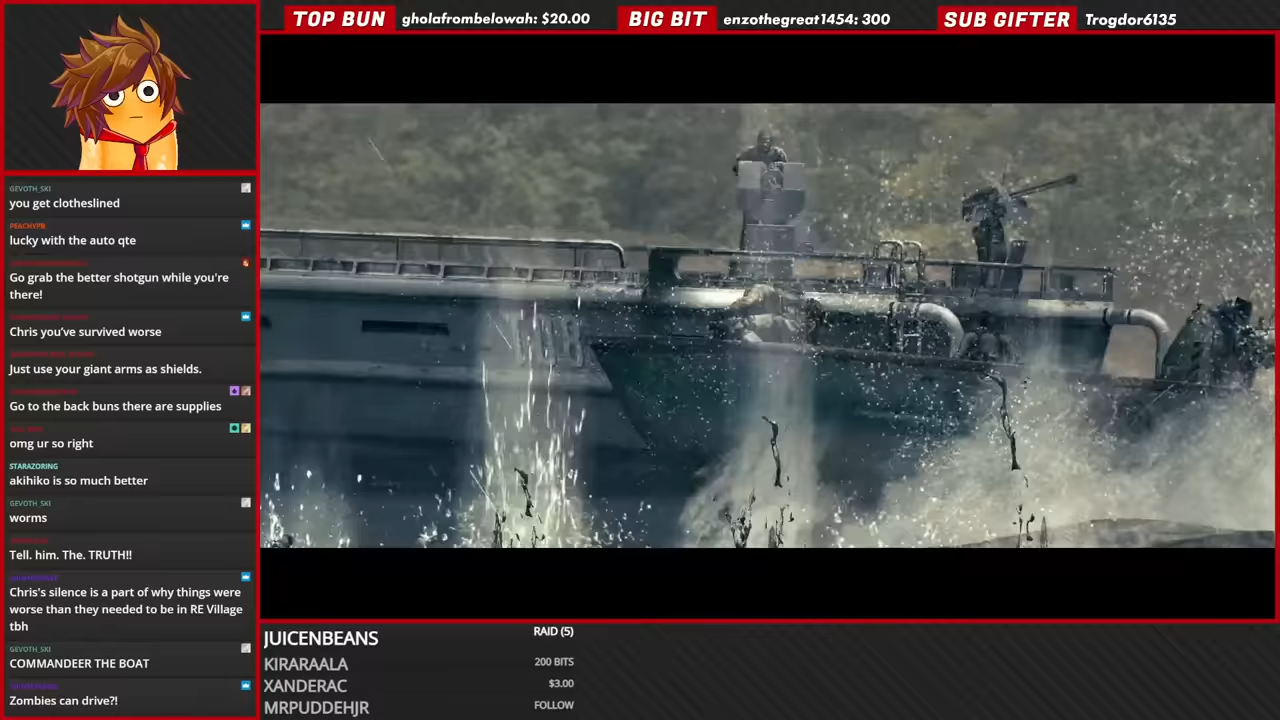 TOP BUN gholafrombelowah: $20.00 BIG BIT enzothegreat1454: 300 SUB GIFTER Trogdor6135
GEVOTH_SKI
you get clotheslined
PEACHYPB
lucky with the auto qte
Go grab the better shotgun while you're
there!
Chris you've survived worse
Just use your giant arms as shields.
Go to the back buns there are supplies
omg ur so right
STARAZORING
akihiko is so much better
GEVOTH_SKI
worms
Tell. him. The. TRUTH!!
Chris's silence is a part of why things were
worse than they needed to be in RE Village
tbh
GEVOTH_SKI
COMMANDEER THE BOAT
Zombies can drive?!
JUICENBEANS RAID (5)
KIRARAALA 200 BITS
XANDERAC $3.00
MRPUDDEHJR FOLLOW